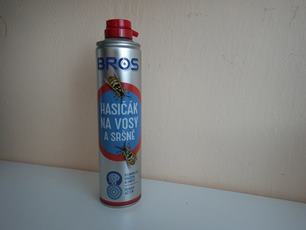 BROS
HASIČÁK
NA VOSY
A SRŠNĚ